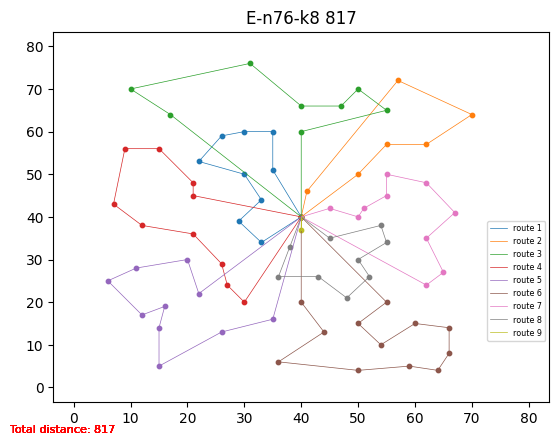 E-n76-k8 817
80
70
60
50
40
30
20
10
0
route 1
route 2
route 3
route 4
route 5
route 6
route 7
route 8
route 9
0 10 20 30 40 50 60 70 80
Total distance: 817